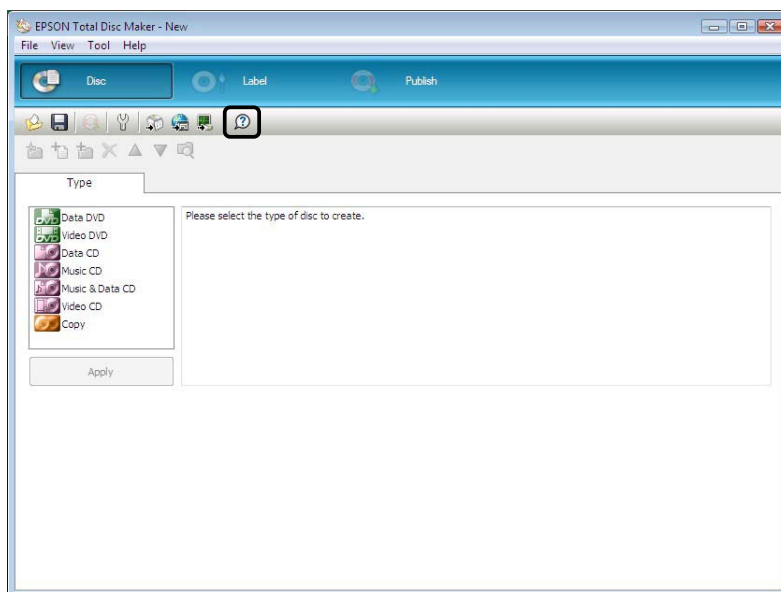 EPSON Total Disc Maker - New
File View Tool Help
Disc Label Publish
Type
Data DVD
Video DVD
Data CD
Music CD
Music & Data CD
Video CD
Copy
Please select the type of disc to create.
Apply